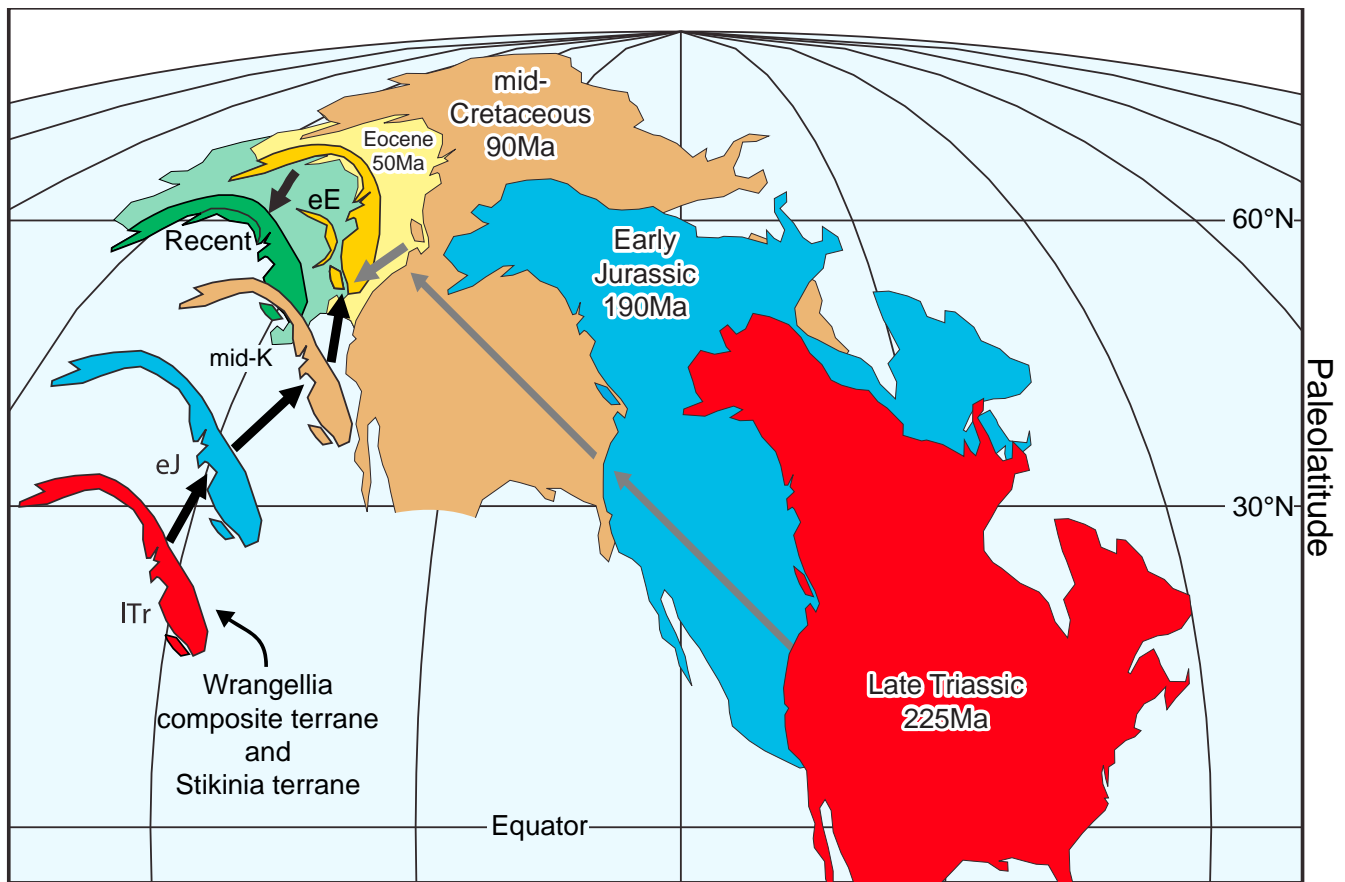 mid-
Cretaceous
90Ma
Eocene
50Ma
eE
Recent
60°N
Early
Jurassic
190Ma
mid-K
Paleolatitude
eJ
30°N
lTr
Wrangellia
composite terrane
and
Stikinia terrane
Late Triassic
225Ma
Equator